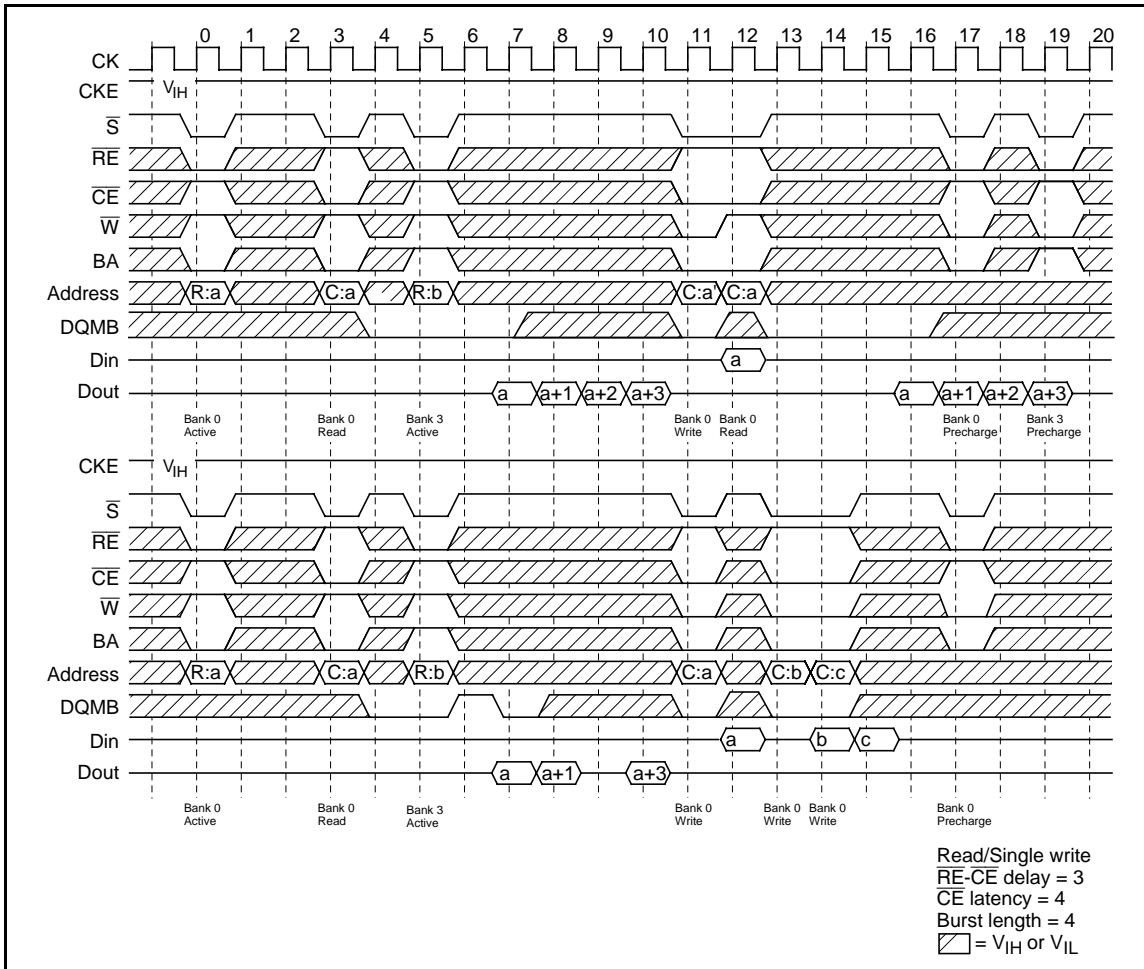 0 1 2 3 4 5 6 7 8 9 10 11 12 13 14 15 16 17 18 19 20
CK
CKE VIH
S
RE
CE
W
BA
Address R:a C:a R:b C:a' C:a
DQMB
Din a
Dout a a+1 a+2 a+3 a a+1 a+2 a+3
Bank 0 Bank 0 Bank 3 Bank 0 Bank 0 Bank 0 Bank 3
Active Read Active Write Read Precharge Precharge
CKE VIH
S
RE
CE
W
BA
Address R:a C:a R:b C:a C:b C:c
DQMB
Din a b c
Dout a a+1 a+3
Bank 0 Bank 0 Bank 3 Bank 0 Bank 0 Bank 0 Bank 0
Active Read Active Write Write Write Precharge
Read/Single write
RE-CE delay = 3
CE latency = 4
Burst length = 4
= VIH or VIL